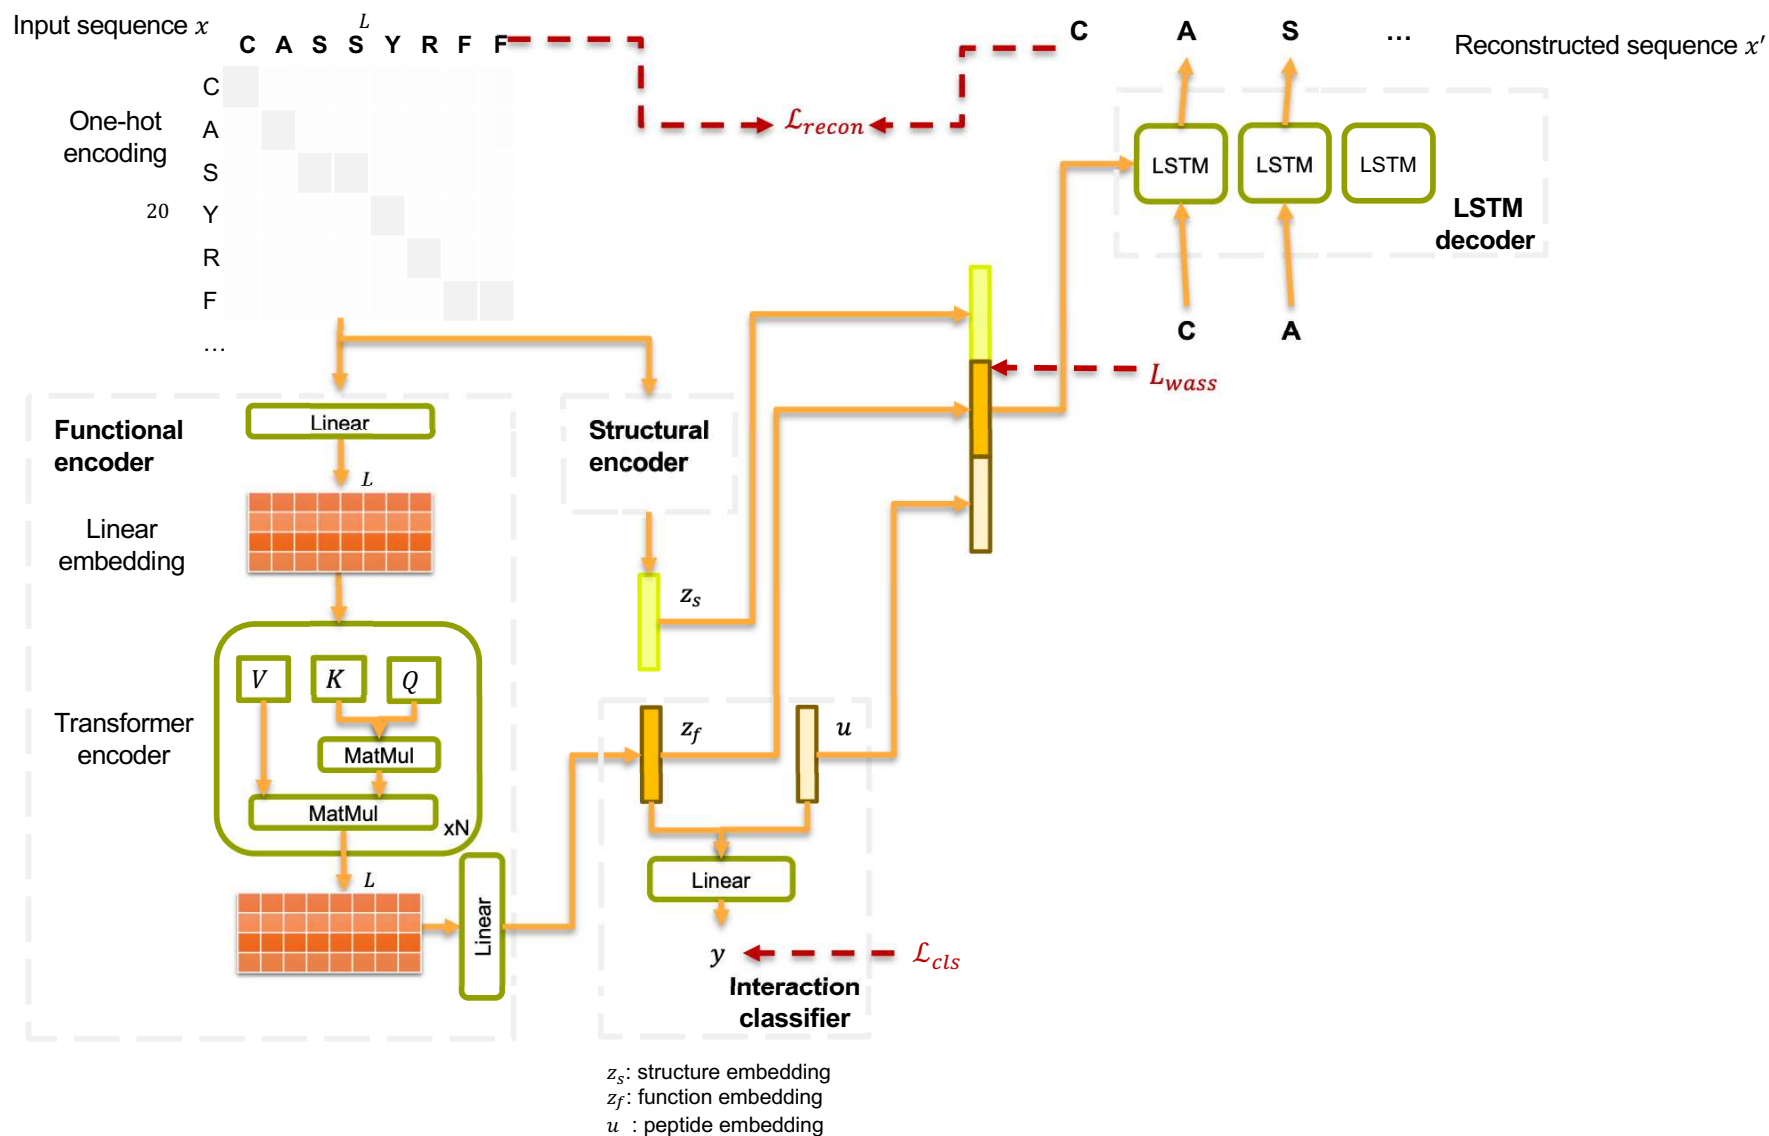 Input sequence x
L
C A S S Y R F F
C
A
S
Y
R
F
...
One-hot
encoding
20
ℒrecon
C A S ...
Reconstructed sequence x′
LSTM LSTM LSTM
LSTM
decoder
C A
Lwass
Functional
encoder
Linear
L
Linear
embedding
Structural
encoder
zs
V K Q
MatMul
MatMul
xN
Transformer
encoder
L
Linear
zf
u
Linear
y
ℒcls
Interaction
classifier
zs: structure embedding
zf: function embedding
u : peptide embedding